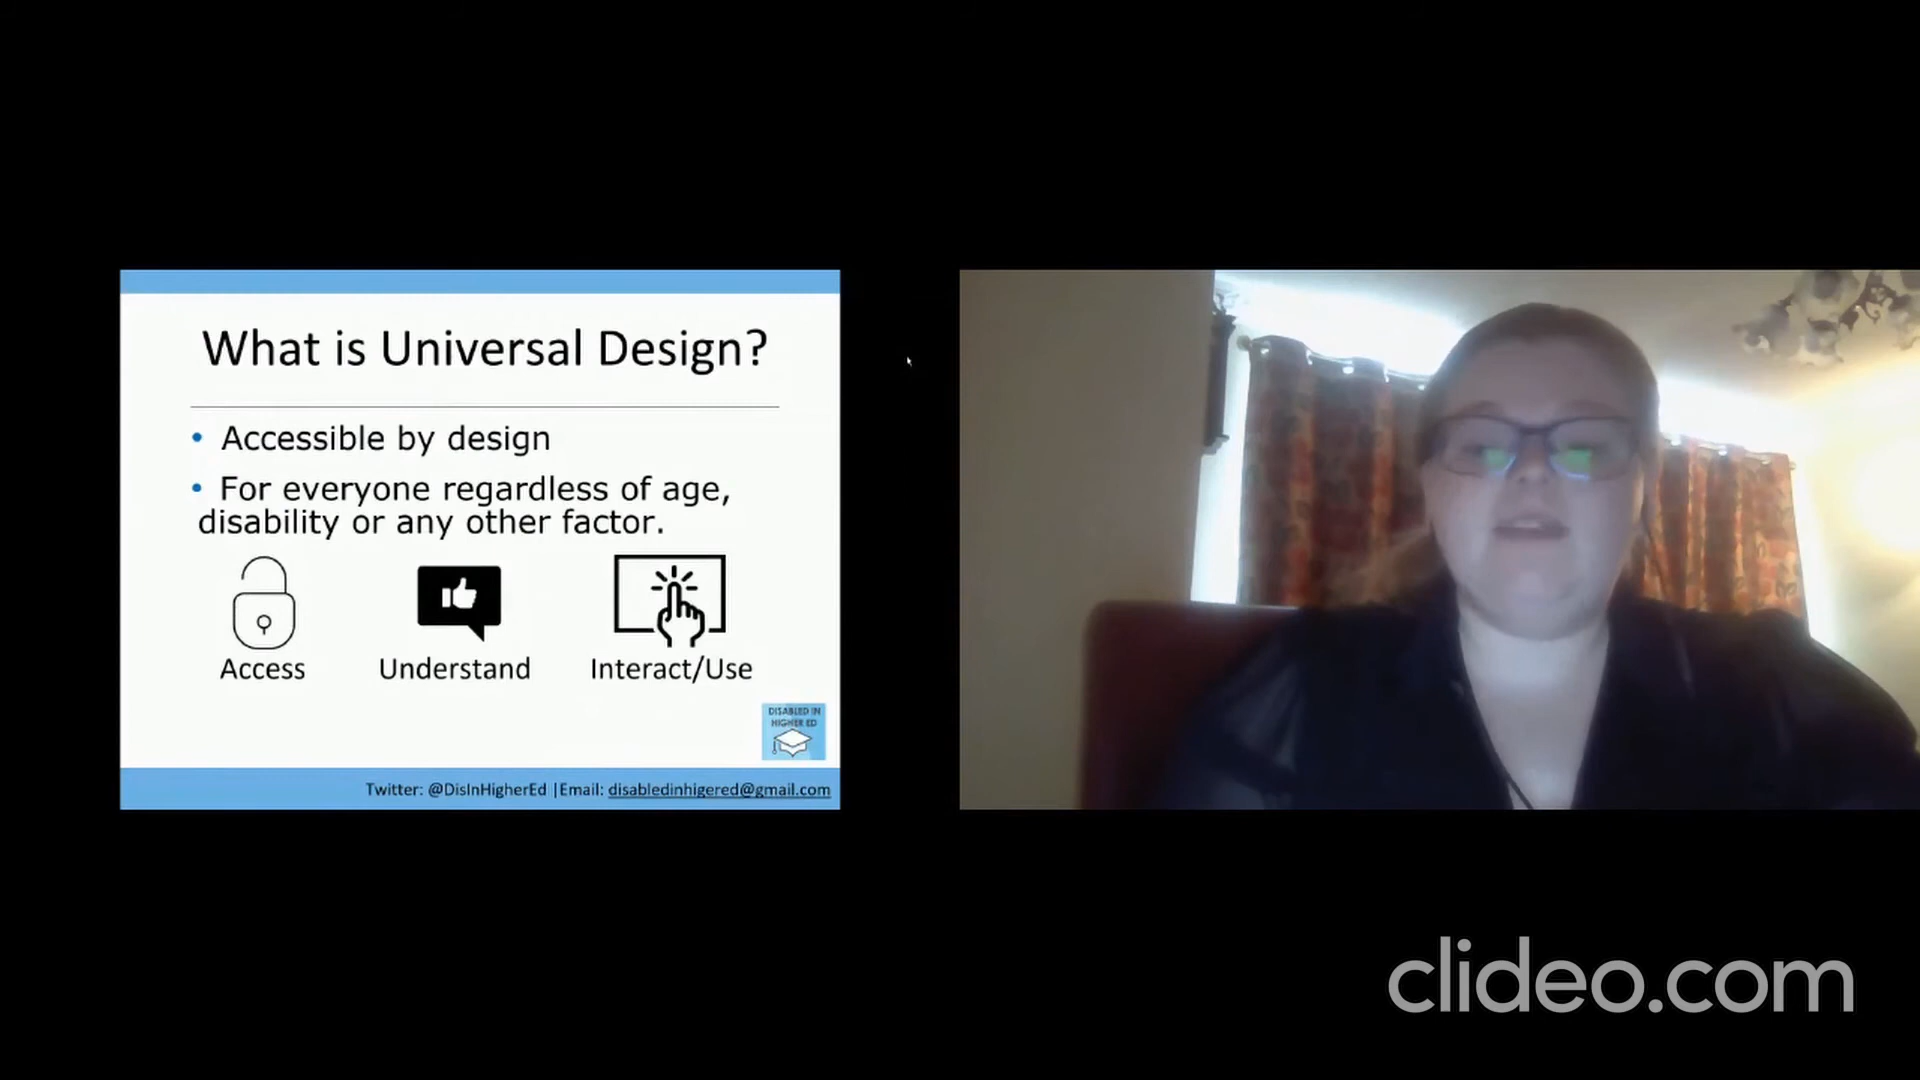 What is Universal Design?
• Accessible by design
• For everyone regardless of age,
disability or any other factor.
Access
Understand
Interact/Use
DISABLED IN
HIGHER ED
Twitter: @DisInHigherEd |Email: disabledinhigered@gmail.com
clideo.com